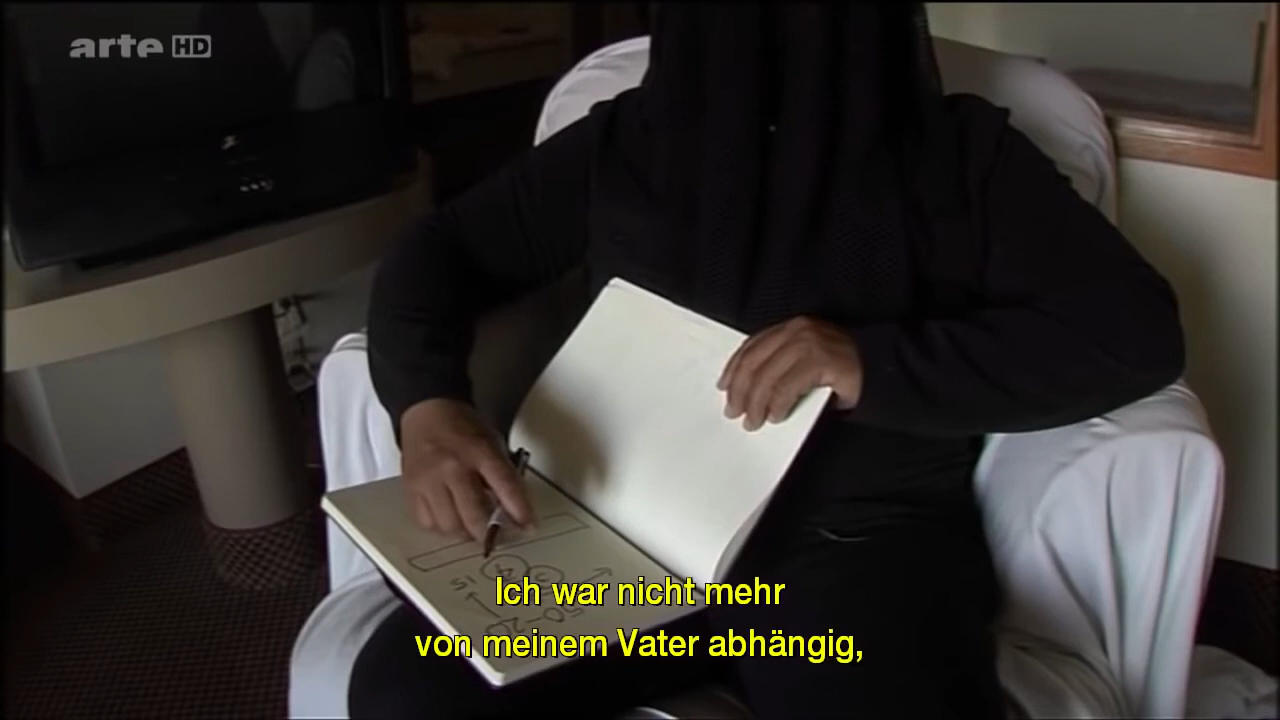 arte HD
Ich war nicht mehr
von meinem Vater abhängig,